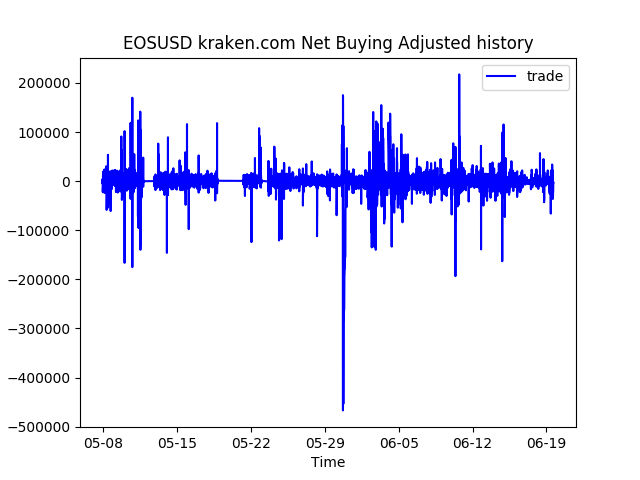 EOSUSD kraken.com Net Buying Adjusted history
trade
200000
100000
0
−100000
−200000
−300000
−400000
−500000
05-08 05-15 05-22 05-29 06-05 06-12 06-19
Time